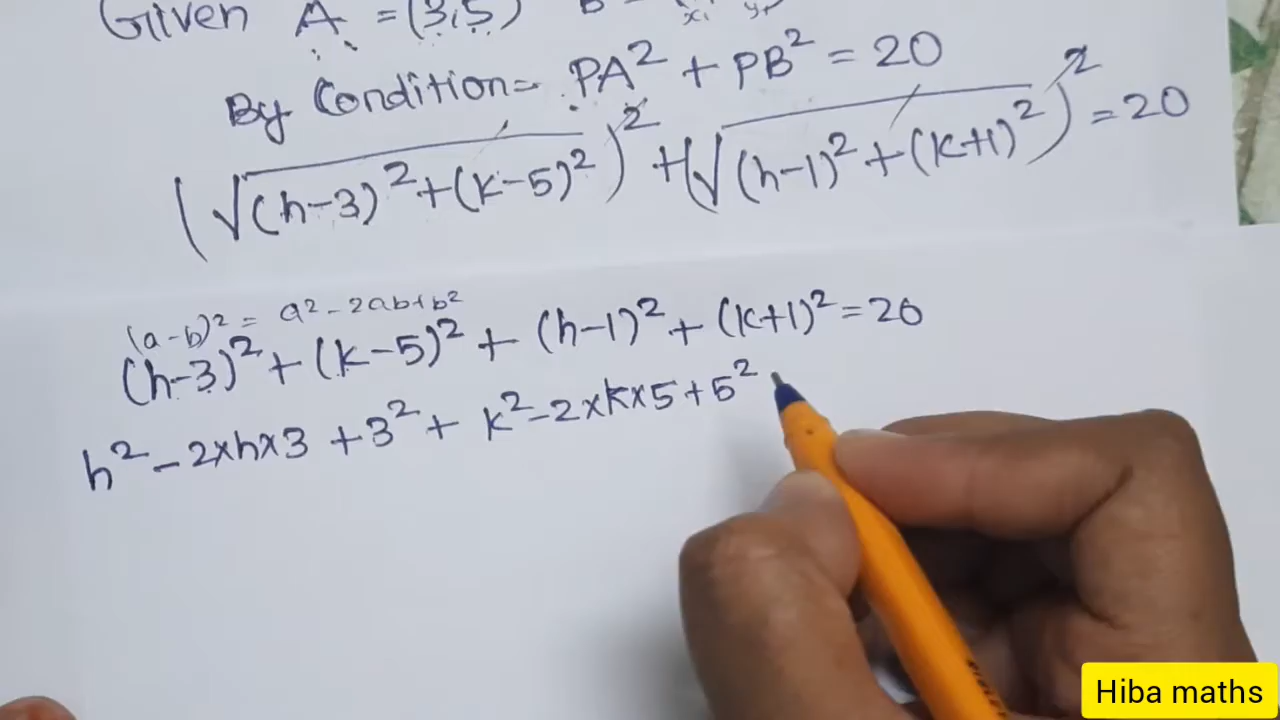 Given A = (3,5) B
x₁ y₁
By Condition = PA² + PB² = 20
(√(h-3)²+(k-5)²)² + (√(h-1)²+(k+1)²)² = 20
(a-b)² = a² - 2ab+b²
(h-3)² + (k-5)² + (h-1)² + (k+1)² = 20
h² - 2×h×3 + 3² + k² - 2×k×5 + 5²
Hiba maths